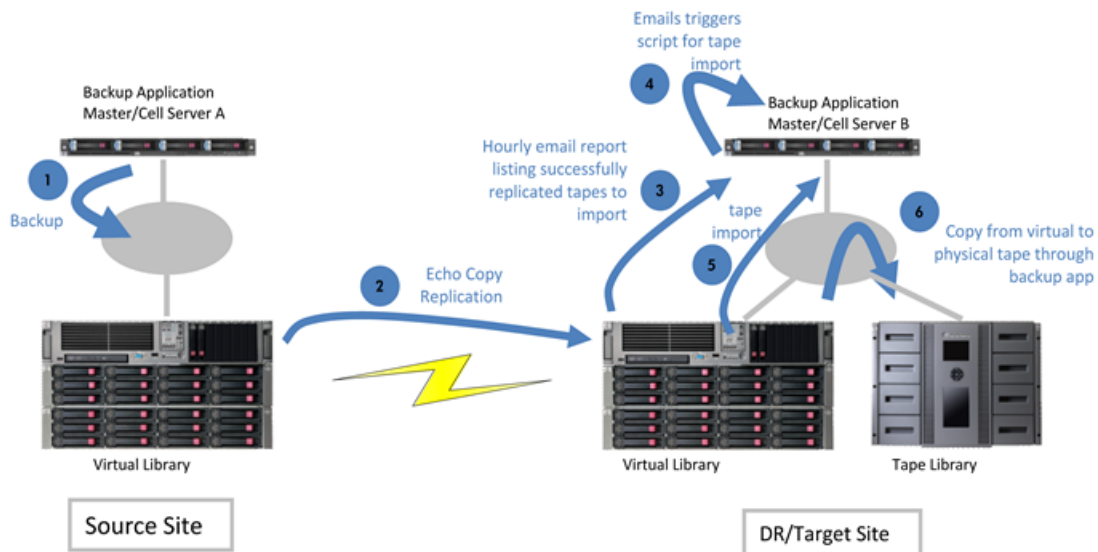 Backup Application
Master/Cell Server A
1
Backup
2
Echo Copy
Replication
Virtual Library
Source Site
Emails triggers
script for tape
import
4
Backup Application
Master/Cell Server B
Hourly email report
listing successfully
replicated tapes to
import
3
tape
import
5
6
Copy from virtual to
physical tape through
backup app
Virtual Library
Tape Library
DR/Target Site